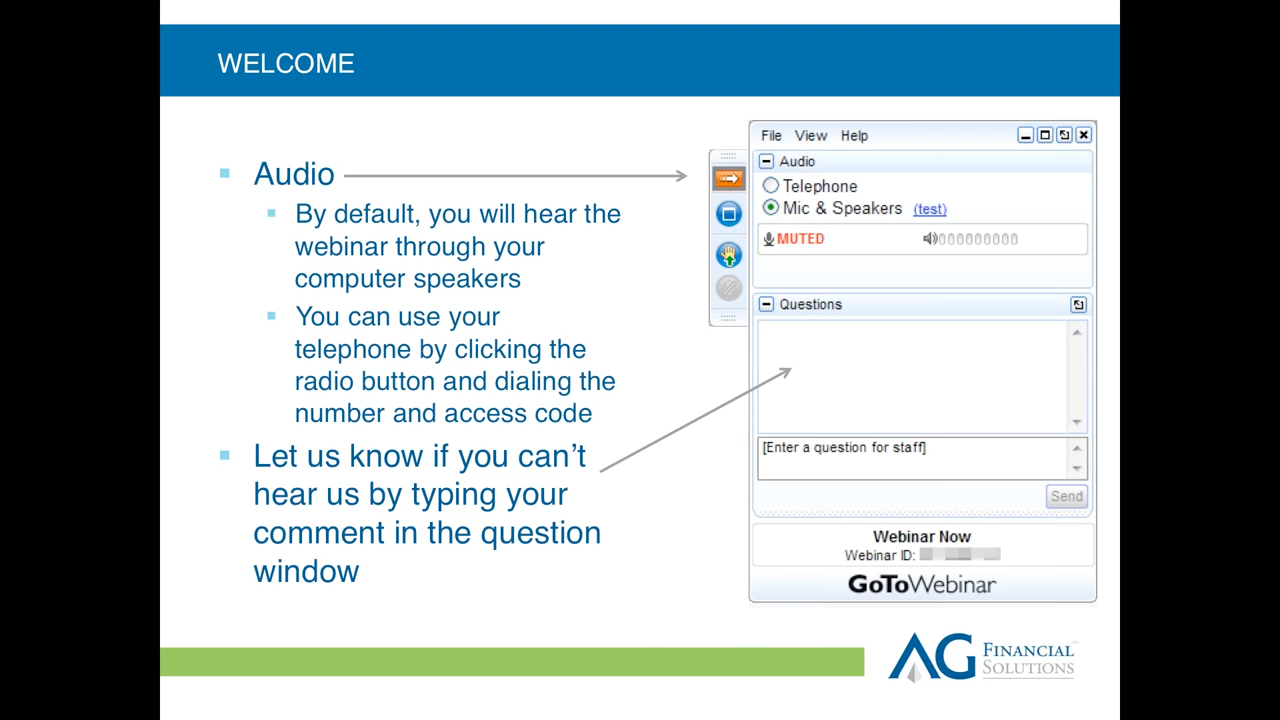 WELCOME
Audio
By default, you will hear the
webinar through your
computer speakers
You can use your
telephone by clicking the
radio button and dialing the
number and access code
Let us know if you can't
hear us by typing your
comment in the question
window
File View Help
Audio
Telephone
Mic & Speakers (test)
MUTED
Questions
[Enter a question for staff]
Send
Webinar Now
Webinar ID:
GoToWebinar
AG FINANCIAL
SOLUTIONS